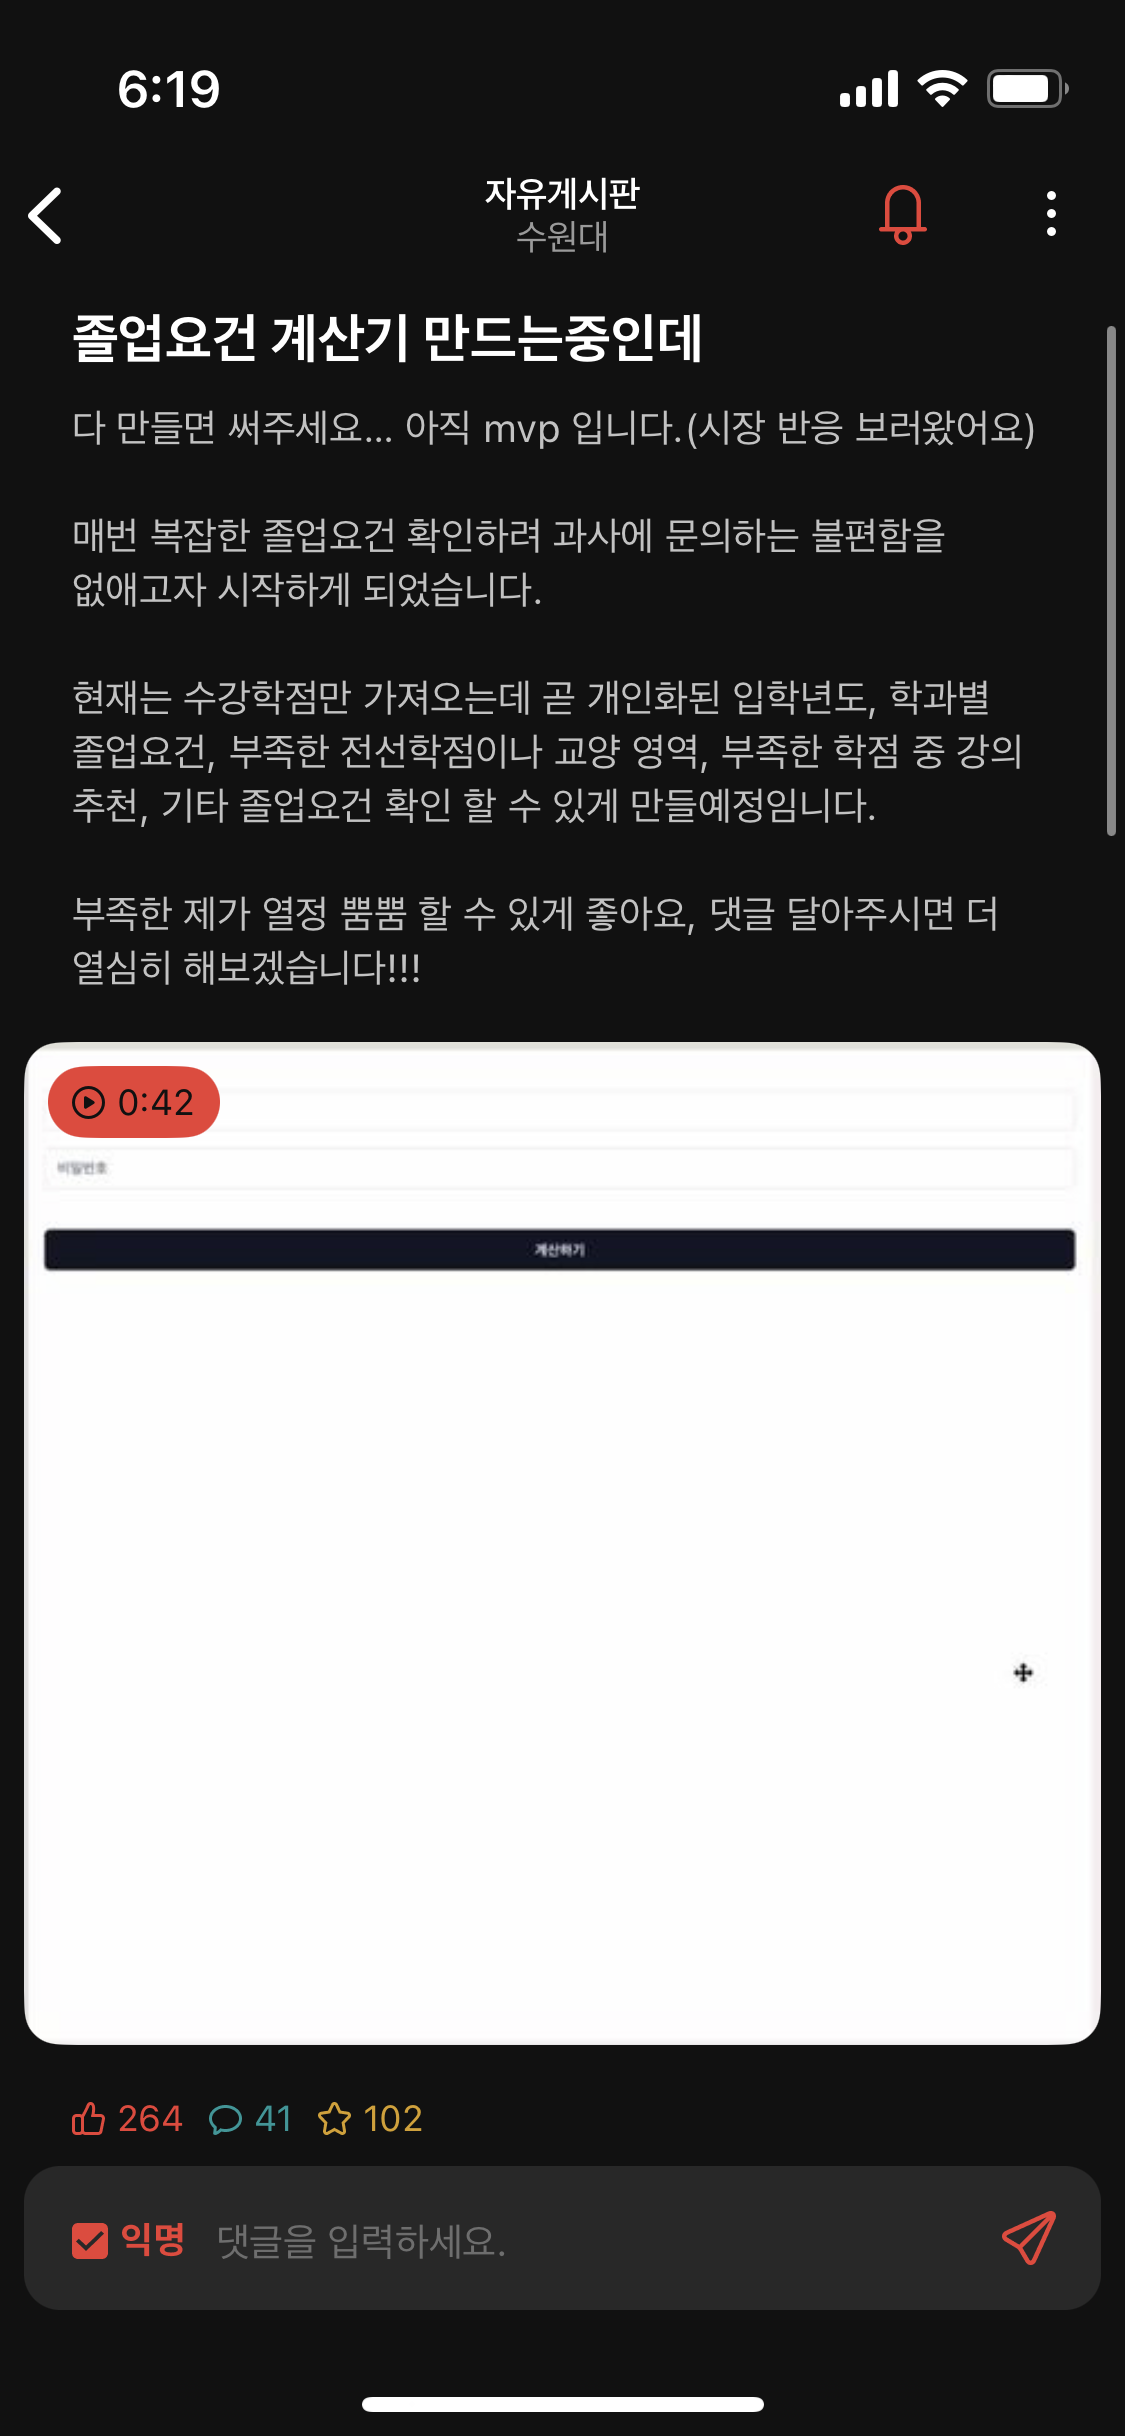 6:19
자유게시판
수원대
졸업요건 계산기 만드는중인데
다 만들면 써주세요... 아직 mvp 입니다.(시장 반응 보러왔어요)
매번 복잡한 졸업요건 확인하려 과사에 문의하는 불편함을
없애고자 시작하게 되었습니다.
현재는 수강학점만 가져오는데 곧 개인화된 입학년도, 학과별
졸업요건, 부족한 전선학점이나 교양 영역, 부족한 학점 중 강의
추천, 기타 졸업요건 확인 할 수 있게 만들예정임니다.
부족한 제가 열정 뿜뿜 할 수 있게 좋아요, 댓글 달아주시면 더
열심히 해보겠습니다!!!
0:42
비밀번호
계산하기
264 41 102
익명 댓글을 입력하세요.